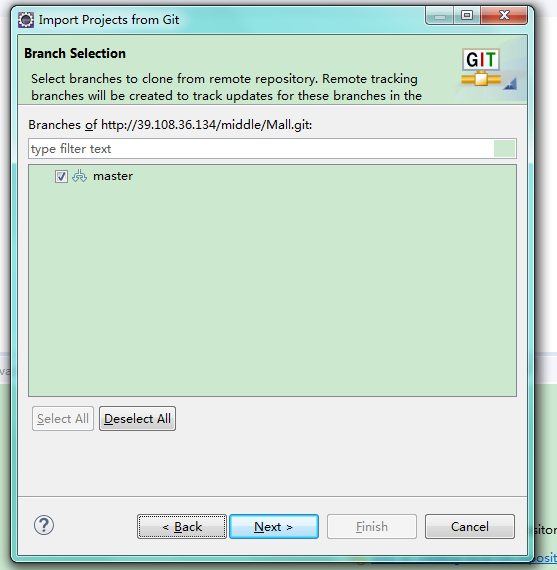 Import Projects from Git
Branch Selection
GIT
Select branches to clone from remote repository. Remote tracking
branches will be created to track updates for these branches in the
Branches of http://39.108.36.134/middle/Mall.git:
type filter text
master
Select All
Deselect All
?
< Back
Next >
Finish
Cancel